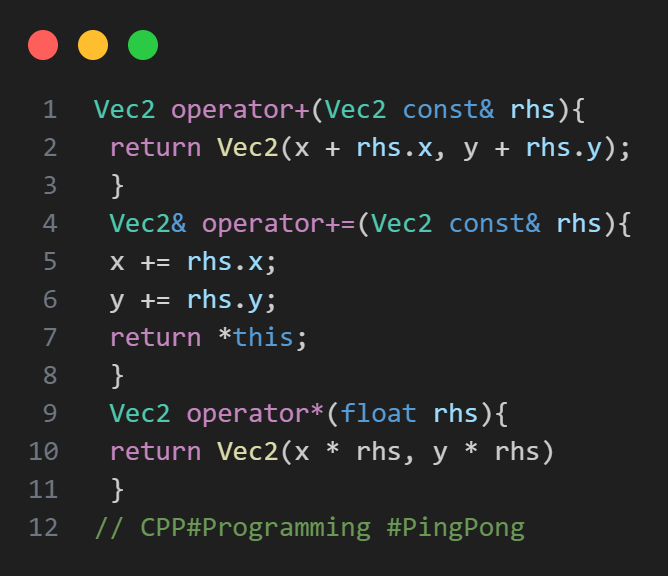 1 Vec2 operator+(Vec2 const& rhs){
2 return Vec2(x + rhs.x, y + rhs.y);
3 }
4 Vec2& operator+=(Vec2 const& rhs){
5 x += rhs.x;
6 y += rhs.y;
7 return *this;
8 }
9 Vec2 operator*(float rhs){
10 return Vec2(x * rhs, y * rhs)
11 }
12 // CPP#Programming #PingPong